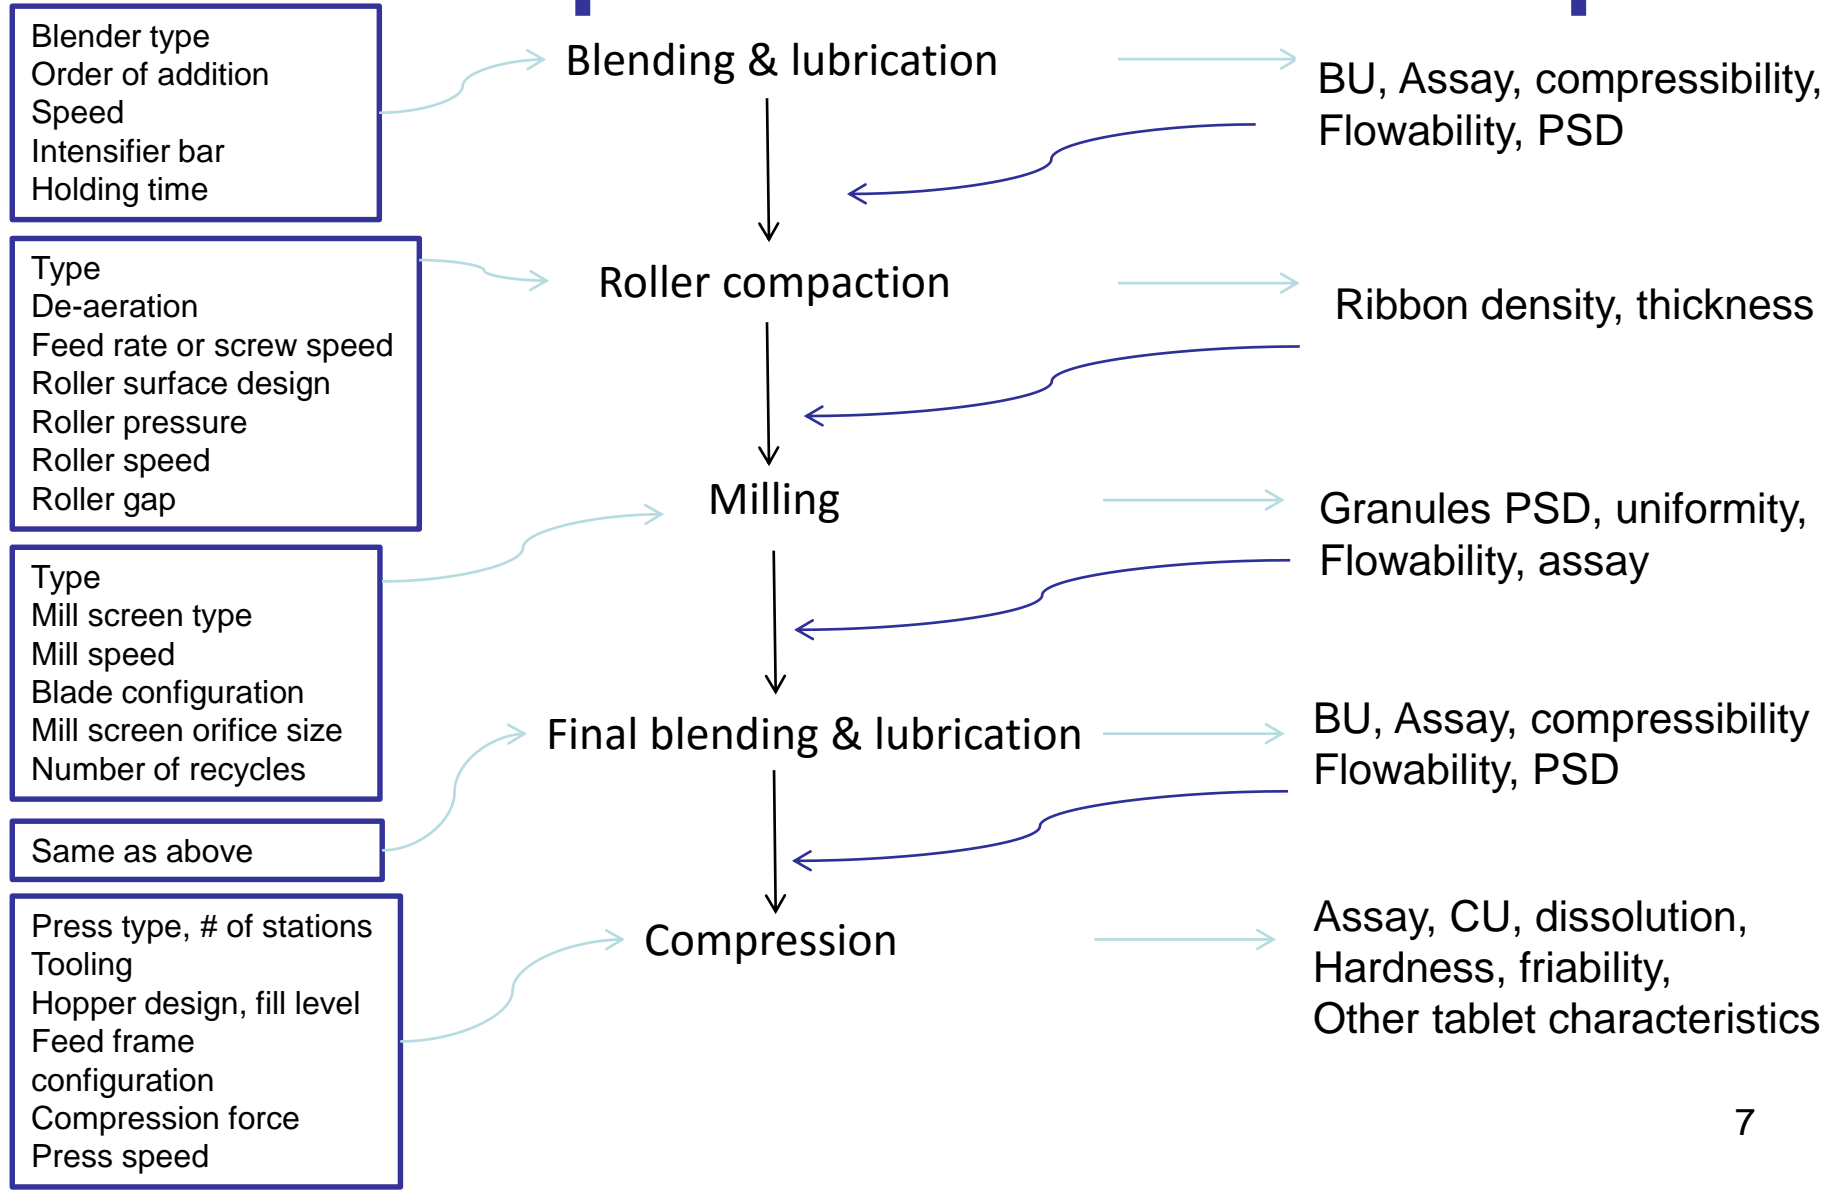 Blender type
Order of addition
Speed
Intensifier bar
Holding time
Blending & lubrication
BU, Assay, compressibility,
Flowability, PSD
Type
De-aeration
Feed rate or screw speed
Roller surface design
Roller pressure
Roller speed
Roller gap
Roller compaction
Ribbon density, thickness
Type
Mill screen type
Mill speed
Blade configuration
Mill screen orifice size
Number of recycles
Milling
Granules PSD, uniformity,
Flowability, assay
Same as above
Final blending & lubrication
BU, Assay, compressibility
Flowability, PSD
Press type, # of stations
Tooling
Hopper design, fill level
Feed frame
configuration
Compression force
Press speed
Compression
Assay, CU, dissolution,
Hardness, friability,
Other tablet characteristics
7